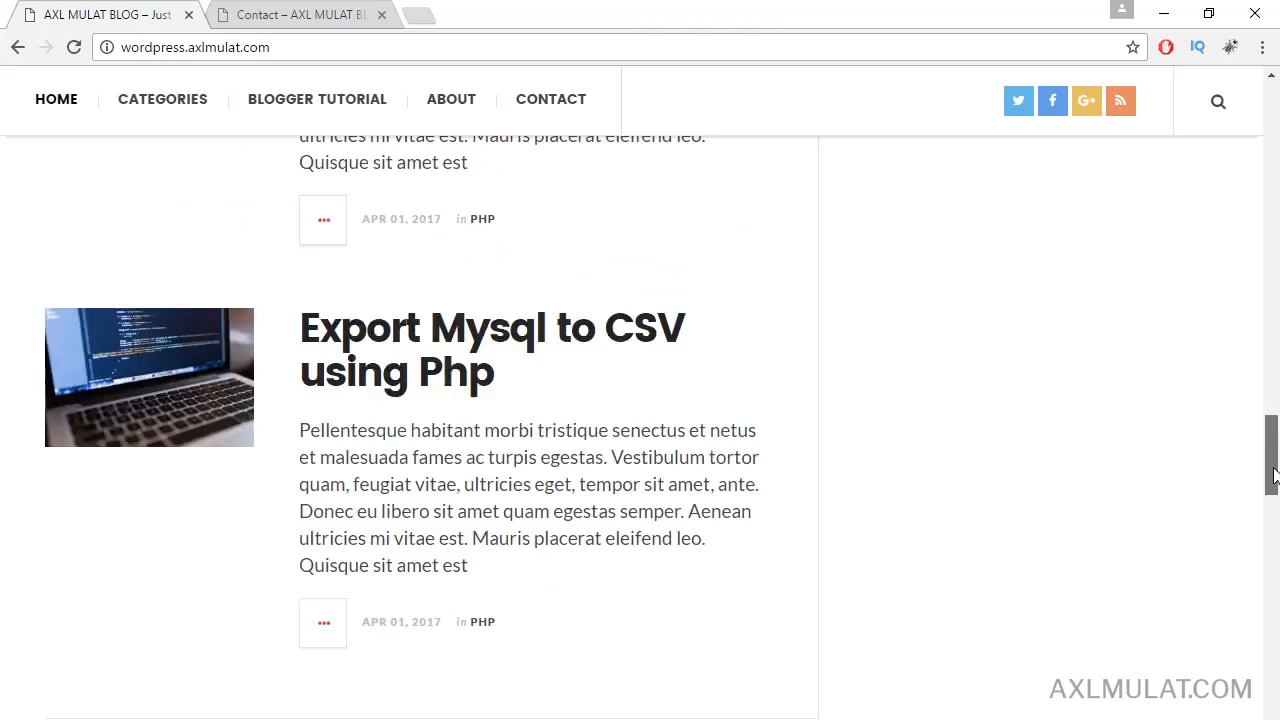 AXL MULAT BLOG – Just
Contact – AXL MULAT BL
wordpress.axlmulat.com
IQ
HOME
CATEGORIES
BLOGGER TUTORIAL
ABOUT
CONTACT
ultricies mi vitae est. Mauris placerat eleifend leo.
Quisque sit amet est
APR 01, 2017 in PHP
Export Mysql to CSV
using Php
Pellentesque habitant morbi tristique senectus et netus
et malesuada fames ac turpis egestas. Vestibulum tortor
quam, feugiat vitae, ultricies eget, tempor sit amet, ante.
Donec eu libero sit amet quam egestas semper. Aenean
ultricies mi vitae est. Mauris placerat eleifend leo.
Quisque sit amet est
APR 01, 2017 in PHP
AXLMULAT.COM